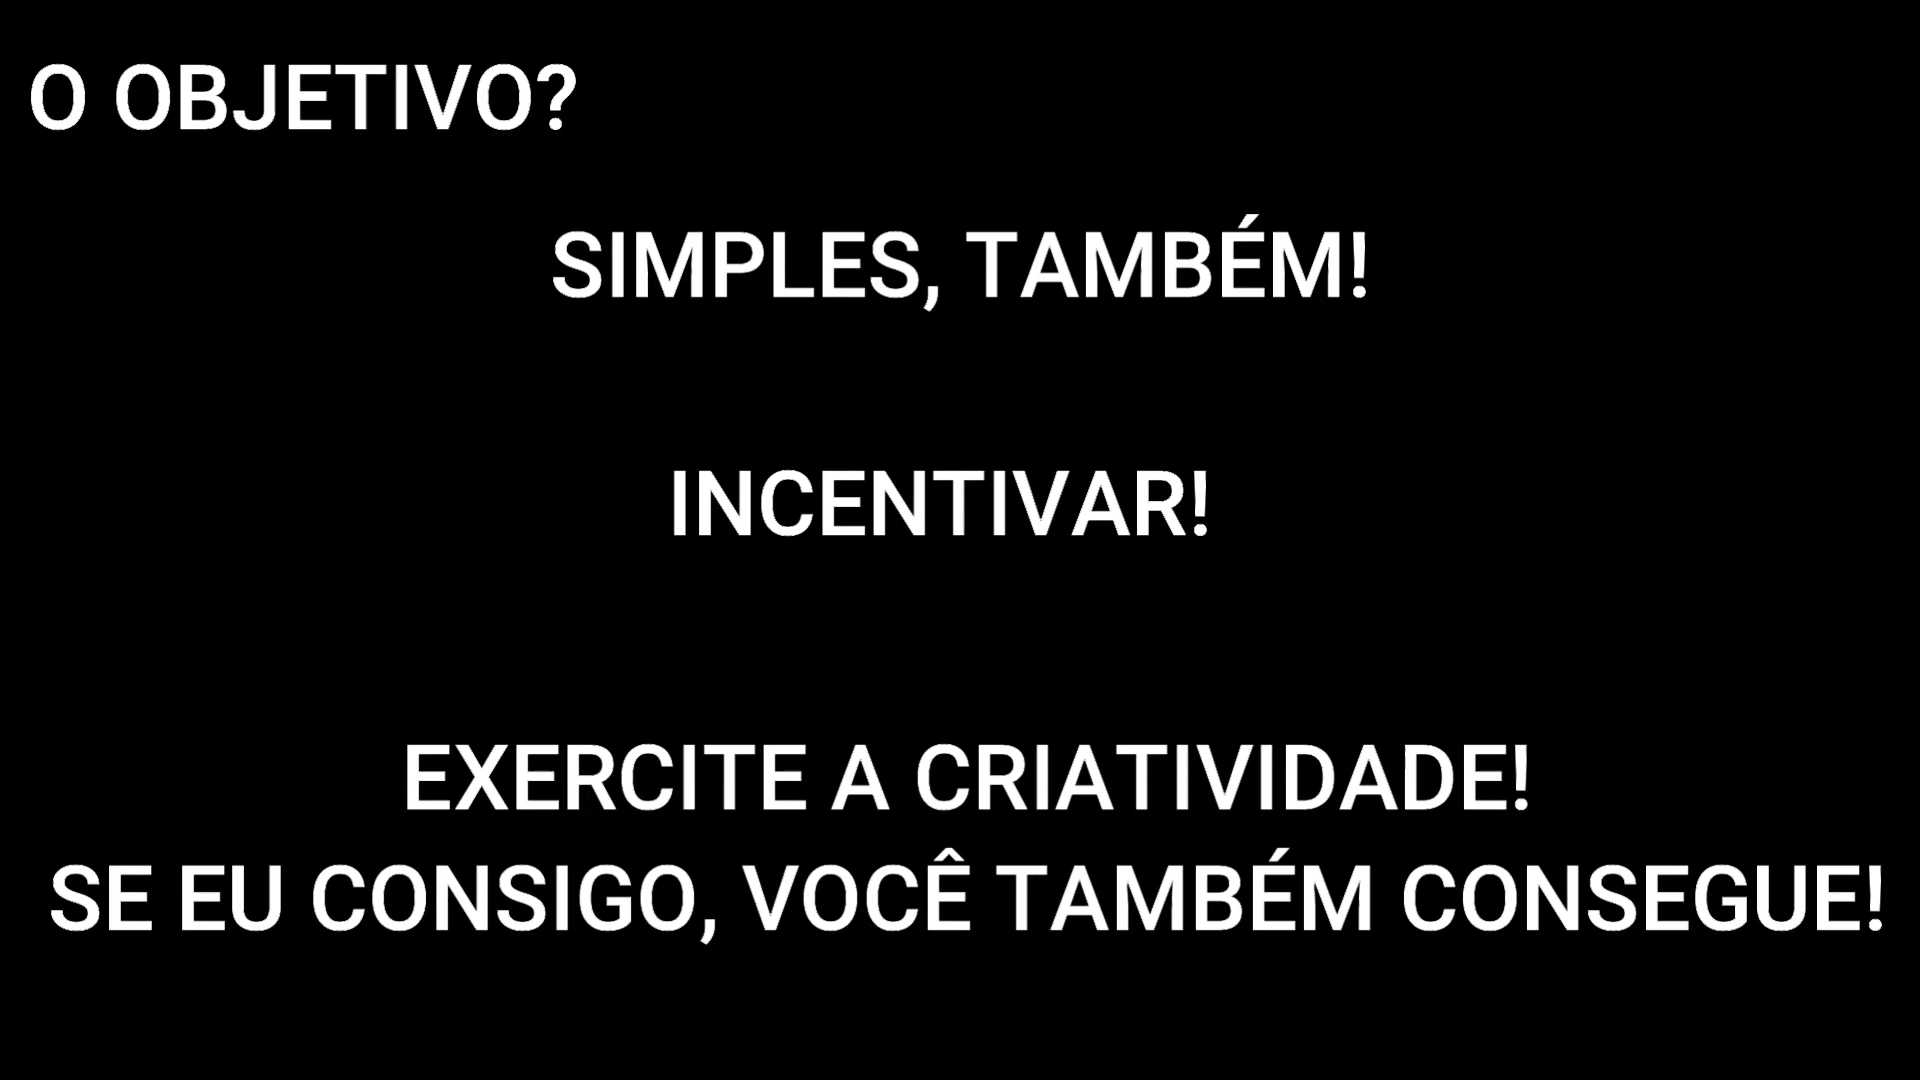 O OBJETIVO?
SIMPLES, TAMBÉM!
INCENTIVAR!
EXERCITE A CRIATIVIDADE!
SE EU CONSIGO, VOCÊ TAMBÉM CONSEGUE!